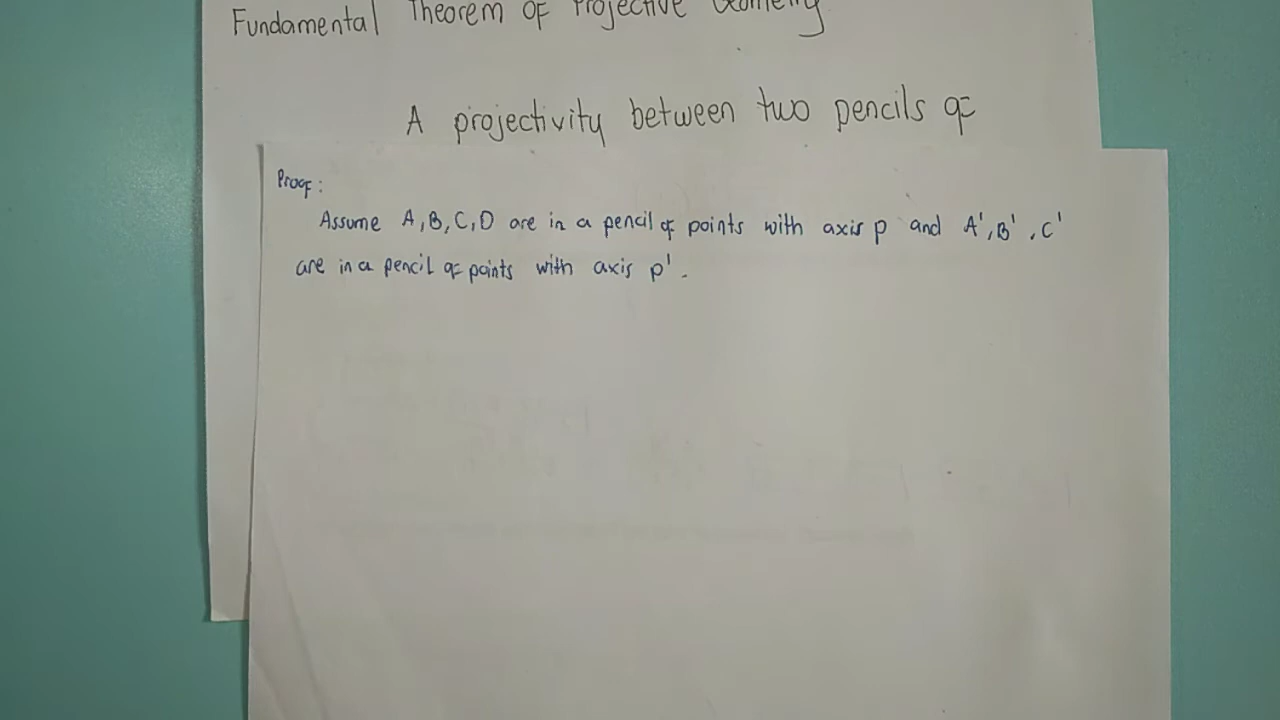 Fundamental Theorem of Projective Geometry
A projectivity between two pencils of
Proof:
Assume A, B, C, D are in a pencil of points with axis p and A', B', C'
are in a pencil of points with axis p'.